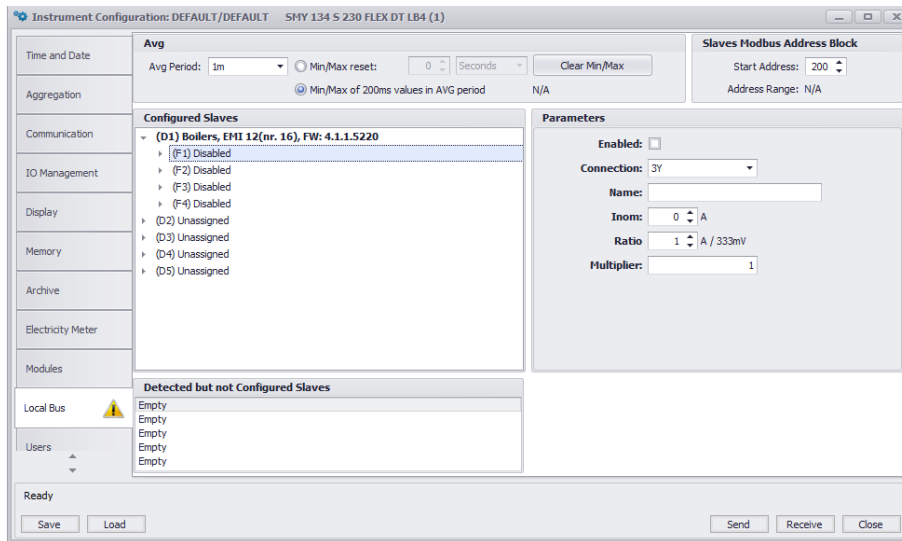 Instrument Configuration: DEFAULT/DEFAULT SMY 134 S 230 FLEX DT LB4 (1)
Time and Date
Aggregation
Communication
IO Management
Display
Memory
Archive
Electricity Meter
Modules
Local Bus
Users
Avg
Avg Period: 1m
Min/Max reset: 0 Seconds
Clear Min/Max
Min/Max of 200ms values in AVG period
N/A
Slaves Modbus Address Block
Start Address: 200
Address Range: N/A
Configured Slaves
(D1) Boilers, EMI 12(nr. 16), FW: 4.1.1.5220
(F1) Disabled
(F2) Disabled
(F3) Disabled
(F4) Disabled
(D2) Unassigned
(D3) Unassigned
(D4) Unassigned
(D5) Unassigned
Parameters
Enabled:
Connection: 3Y
Name:
Inom: 0 A
Ratio 1 A / 333mV
Multiplier: 1
Detected but not Configured Slaves
Empty
Empty
Empty
Empty
Empty
Ready
Save Load Send Receive Close